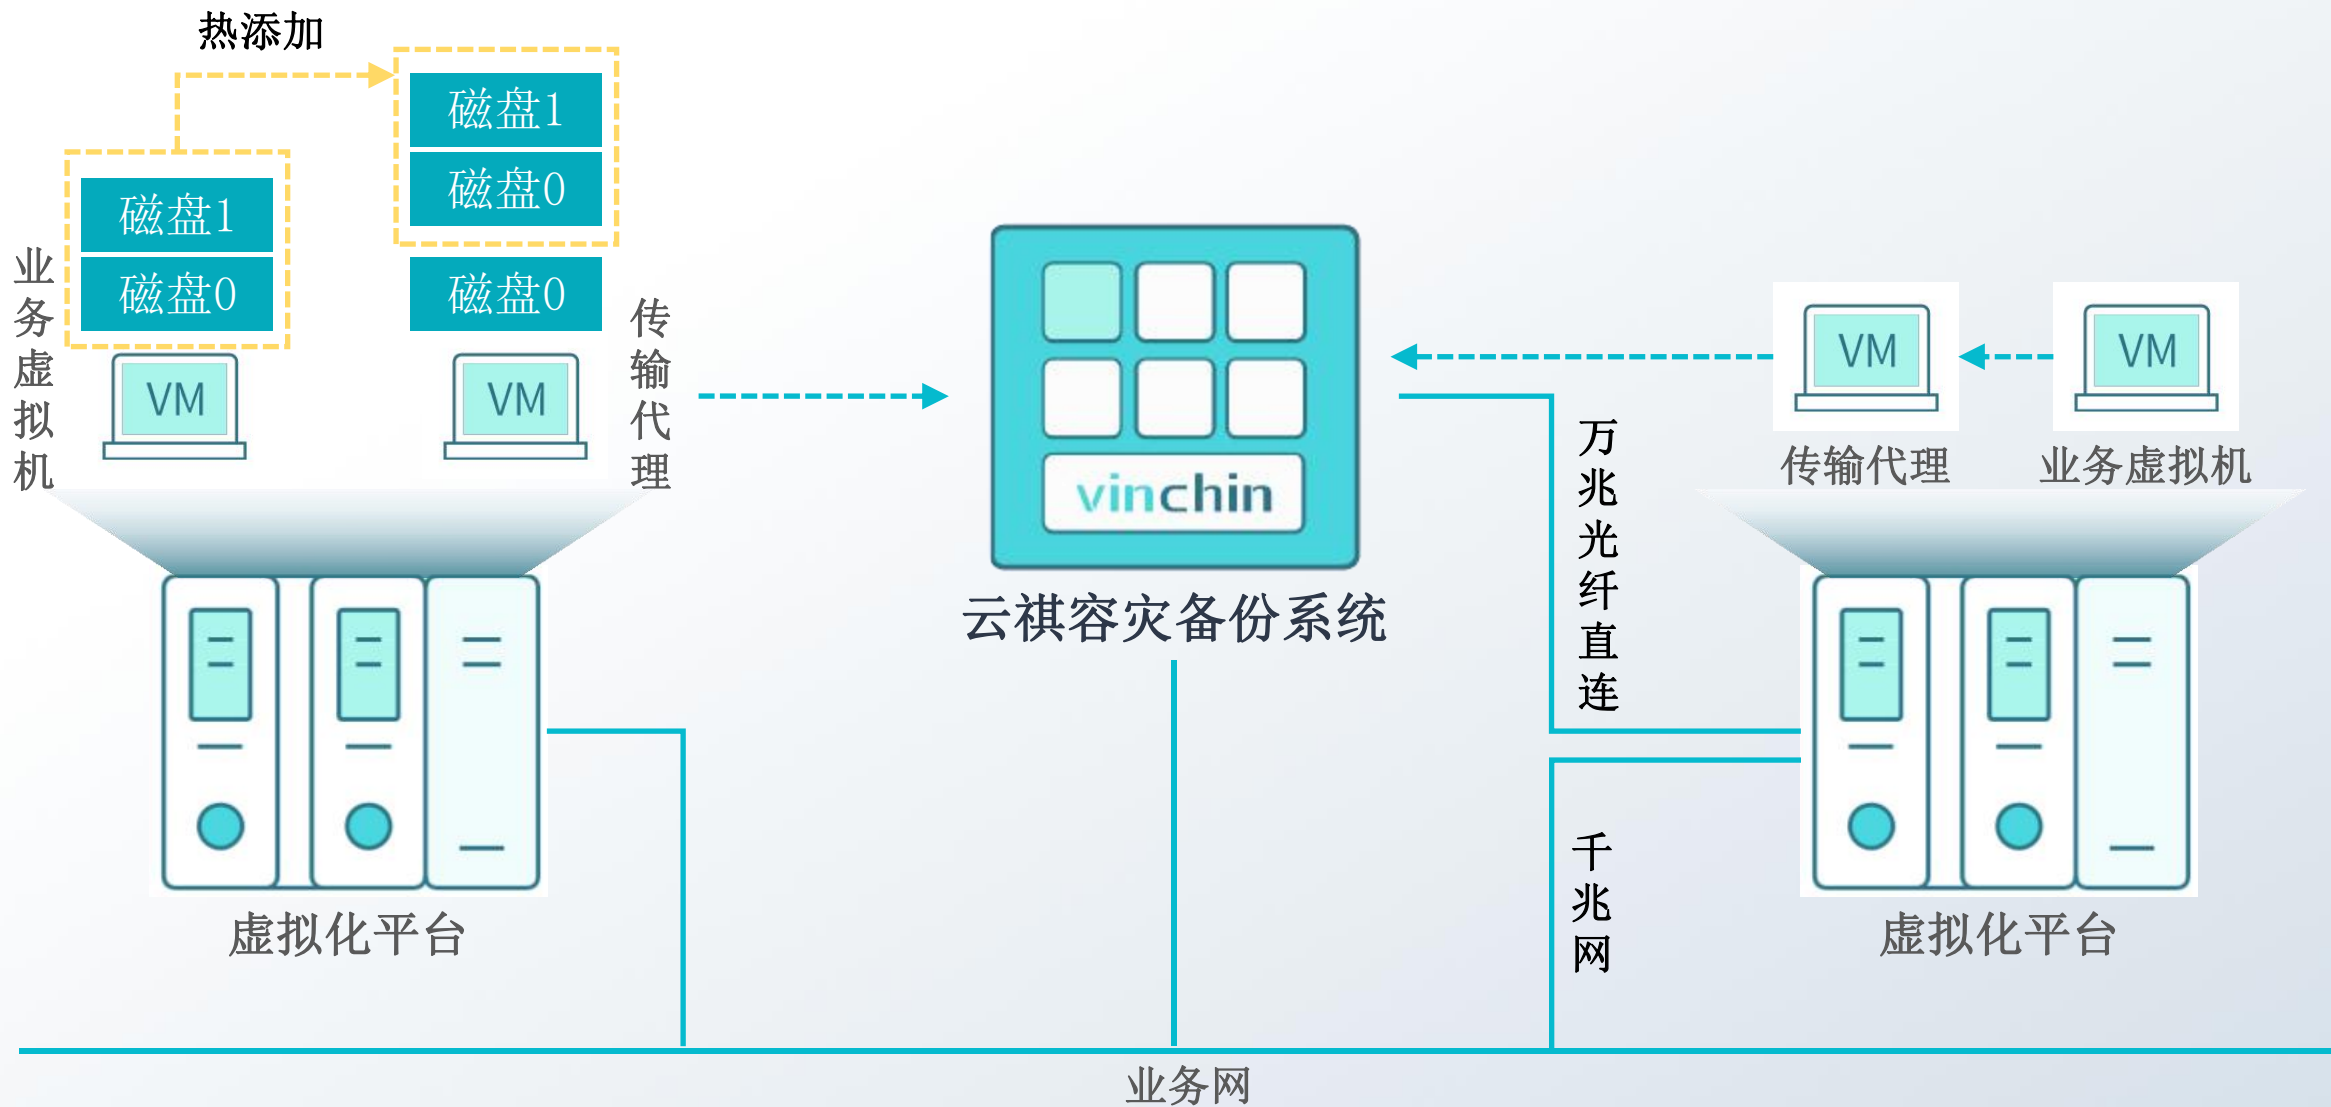 热添加
磁盘1
磁盘0
磁盘1
磁盘0
磁盘0
业务虚拟机
传输代理
VM
VM
虚拟化平台
vinchin
云祺容灾备份系统
万兆光纤直连
千兆网
VM
VM
传输代理
业务虚拟机
虚拟化平台
业务网